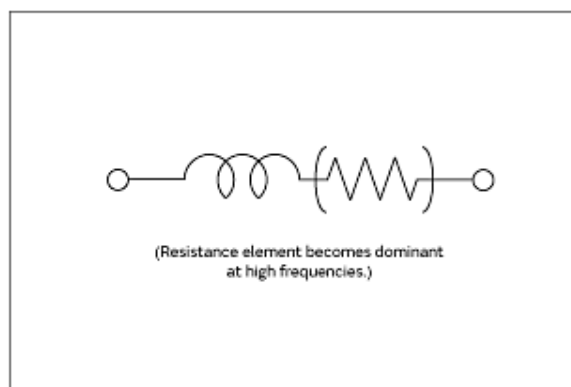 (Resistance element becomes dominant
at high frequencies.)